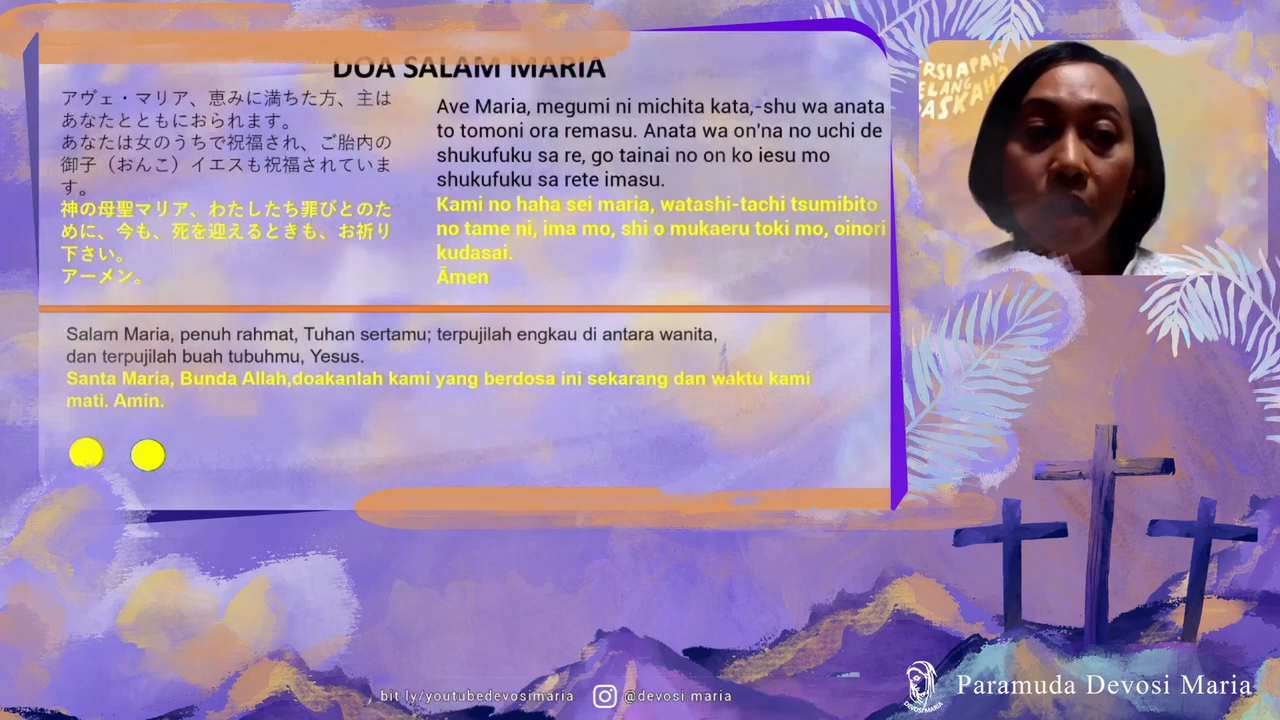 DOA SALAM MARIA
アヴェ・マリア、恵みに満ちた方、主は
あなたとともにおられます。
あなたは女のうちで祝福され、ご胎内の
御子（おんこ）イエスも祝福されていま
す。
神の母聖マリア、わたしたち罪びとのた
めに、今も、死を迎えるときも、お祈り
下さい。
アーメン。
Ave Maria, megumi ni michita kata,-shu wa anata
to tomoni ora remasu. Anata wa on'na no uchi de
shukufuku sa re, go tainai no on ko iesu mo
shukufuku sa rete imasu.
Kami no haha sei maria, watashi-tachi tsumibito
no tame ni, ima mo, shi o mukaeru toki mo, oinori
kudasai.
Āmen
Salam Maria, penuh rahmat, Tuhan sertamu; terpujilah engkau di antara wanita,
dan terpujilah buah tubuhmu, Yesus.
Santa Maria, Bunda Allah,doakanlah kami yang berdosa ini sekarang dan waktu kami
mati. Amin.
bit ly/youtubedevosimaria
@devosi maria
DEVOSI MARIA
Paramuda Devosi Maria